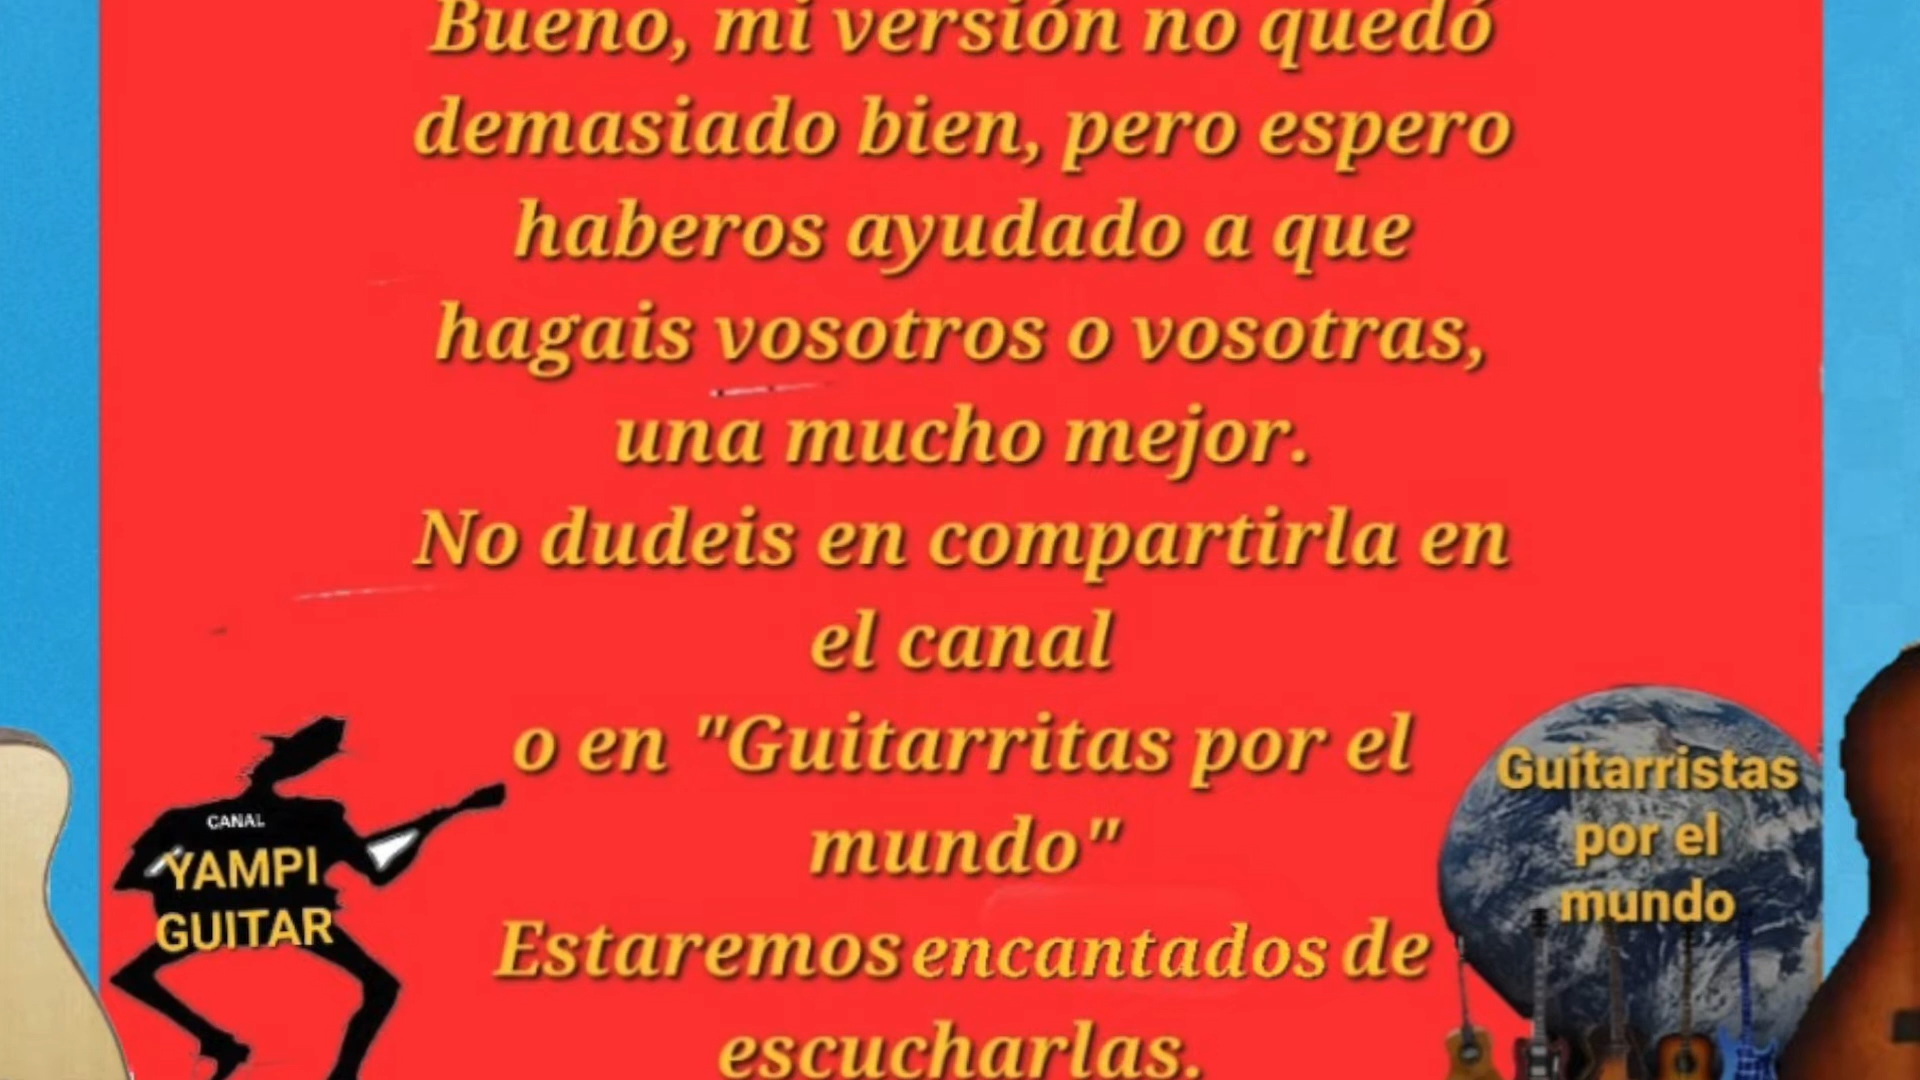 Bueno, mi versión no quedó
demasiado bien, pero espero
haberos ayudado a que
hagais vosotros o vosotras,
una mucho mejor.
No dudeis en compartirla en
el canal
o en "Guitarritas por el
mundo"
Estaremos encantados de
escucharlas.
CANAL
YAMPI
GUITAR
Guitarristas
por el
mundo